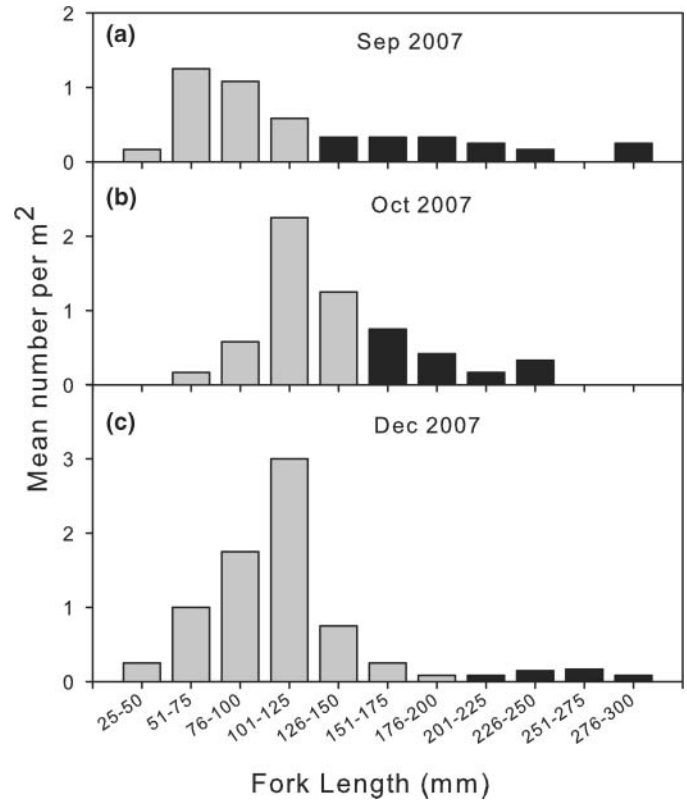 (a)
Sep 2007
2
1
0
(b)
Oct 2007
2
1
0
(c)
Dec 2007
3
2
1
0
Mean number per m2
25-50 51-75 76-100 101-125 126-150 151-175 176-200 201-225 226-250 251-275 276-300
Fork Length (mm)